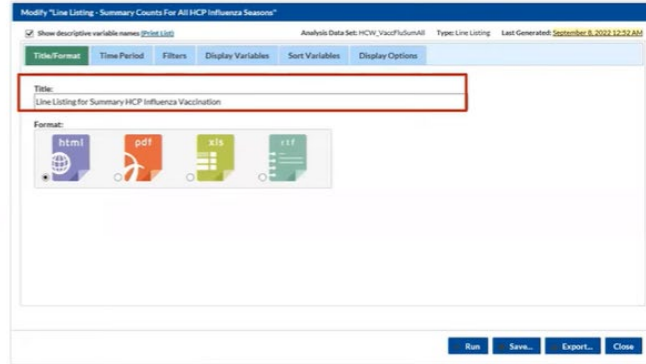 Modify "Line Listing - Summary Counts For All HCP Influenza Seasons"
Show descriptive variable names (Print List) Analysis Data Set: HCW_VaccFluSumAll Type: Line Listing Last Generated: September 8, 2022 12:52 AM
Title/Format Time Period Filters Display Variables Sort Variables Display Options
Title:
Line Listing for Summary HCP Influenza Vaccination
Format:
html pdf xls rtf
Run Save... Export... Close